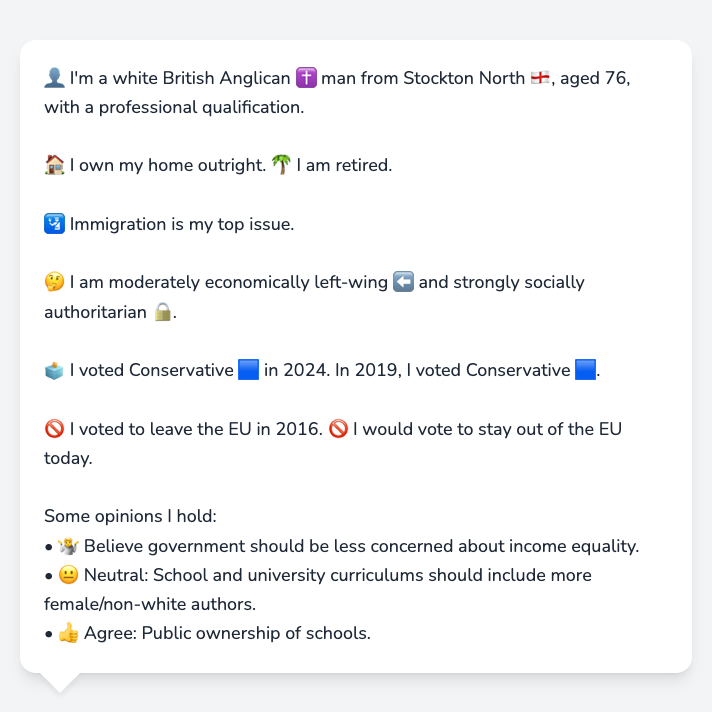 👤 I'm a white British Anglican ✝️ man from Stockton North 🏴󠁧󠁢󠁥󠁮󠁧󠁿, aged 76,
with a professional qualification.
🏠 I own my home outright. 🌴 I am retired.
🛂 Immigration is my top issue.
🤔 I am moderately economically left-wing ⬅️ and strongly socially
authoritarian 🔒.
🗳️ I voted Conservative 🟦 in 2024. In 2019, I voted Conservative 🟦.
🚫 I voted to leave the EU in 2016. 🚫 I would vote to stay out of the EU
today.
Some opinions I hold:
• 🤷 Believe government should be less concerned about income equality.
• 😐 Neutral: School and university curriculums should include more
female/non-white authors.
• 👍 Agree: Public ownership of schools.